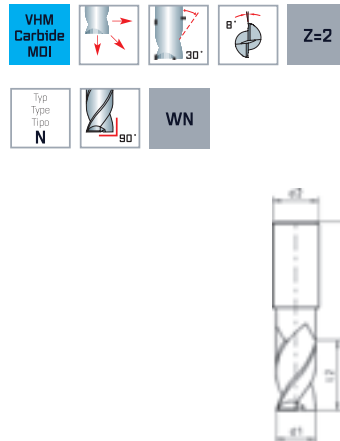 VHM
Carbide
MDI
30°
8°
Z=2
Typ
Type
Tipo
N
90°
WN
d2
l2
d1